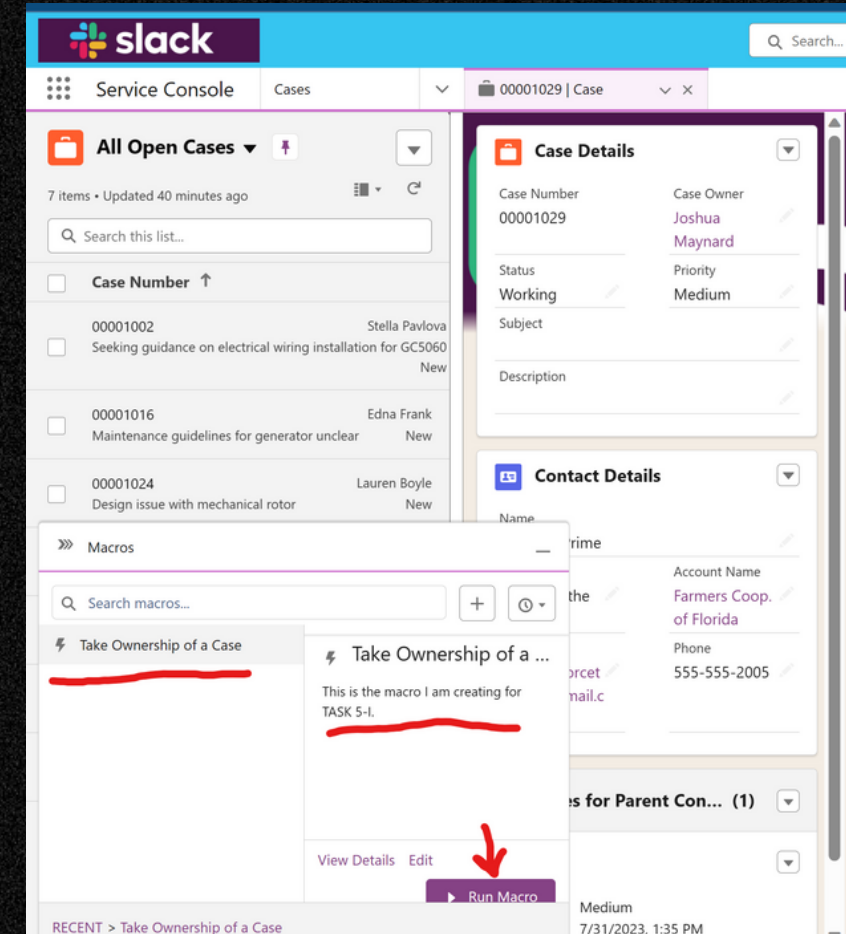 slack
Search...
Service Console
Cases
00001029 | Case
All Open Cases
7 items • Updated 40 minutes ago
Search this list...
Case Number
00001002
Stella Pavlova
Seeking guidance on electrical wiring installation for GC5060
New
00001016
Edna Frank
Maintenance guidelines for generator unclear
New
00001024
Lauren Boyle
Design issue with mechanical rotor
New
Case Details
Case Number
Case Owner
00001029
Joshua
Maynard
Status
Priority
Working
Medium
Subject
Description
Contact Details
Name
rime
Account Name
the
Farmers Coop.
of Florida
Phone
orcet
555-555-2005
mail.c
Macros
Search macros...
Take Ownership of a Case
Take Ownership of a ...
This is the macro I am creating for
TASK 5-I.
View Details
Edit
Run Macro
RECENT > Take Ownership of a Case
s for Parent Con... (1)
Medium
7/31/2023, 1:35 PM